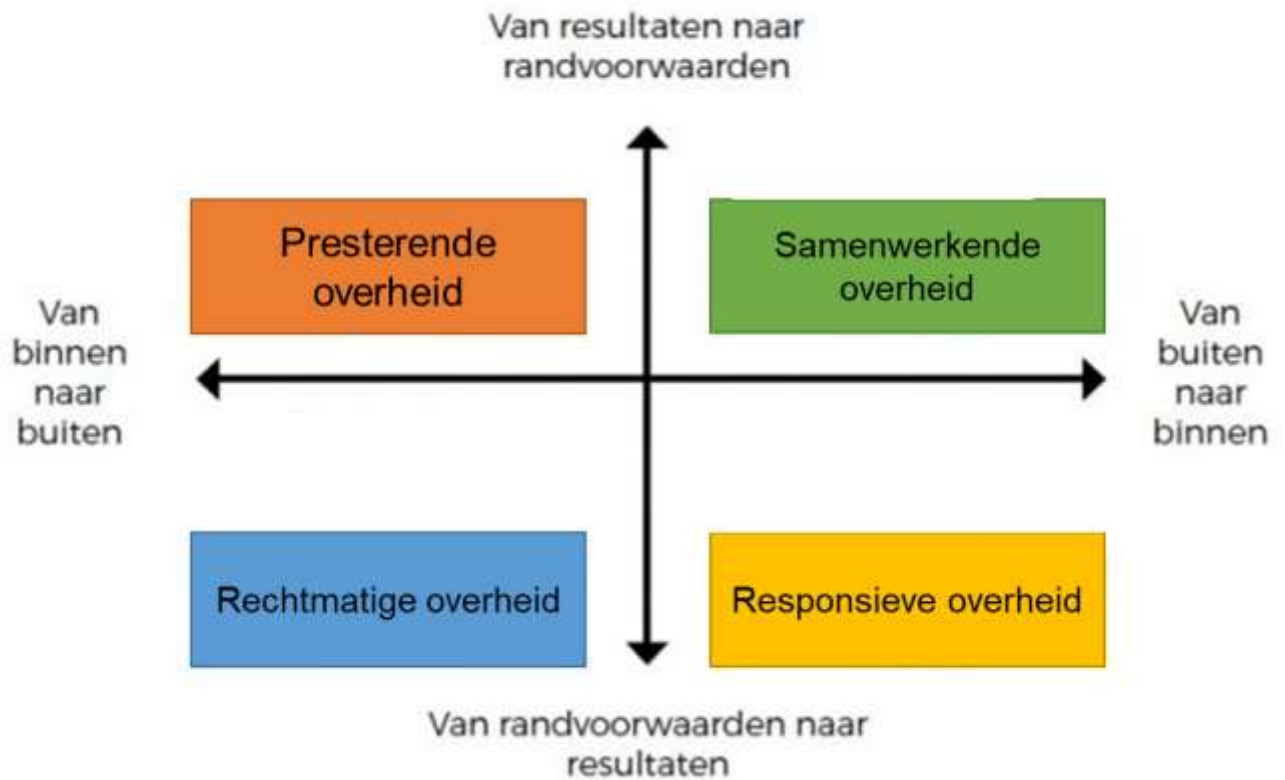 Van resultaten naar
randvoorwaarden
Presterende
overheid
Samenwerkende
overheid
Van
binnen
naar
buiten
Van
buiten
naar
binnen
Rechtmatige overheid
Responsieve overheid
Van randvoorwaarden naar
resultaten